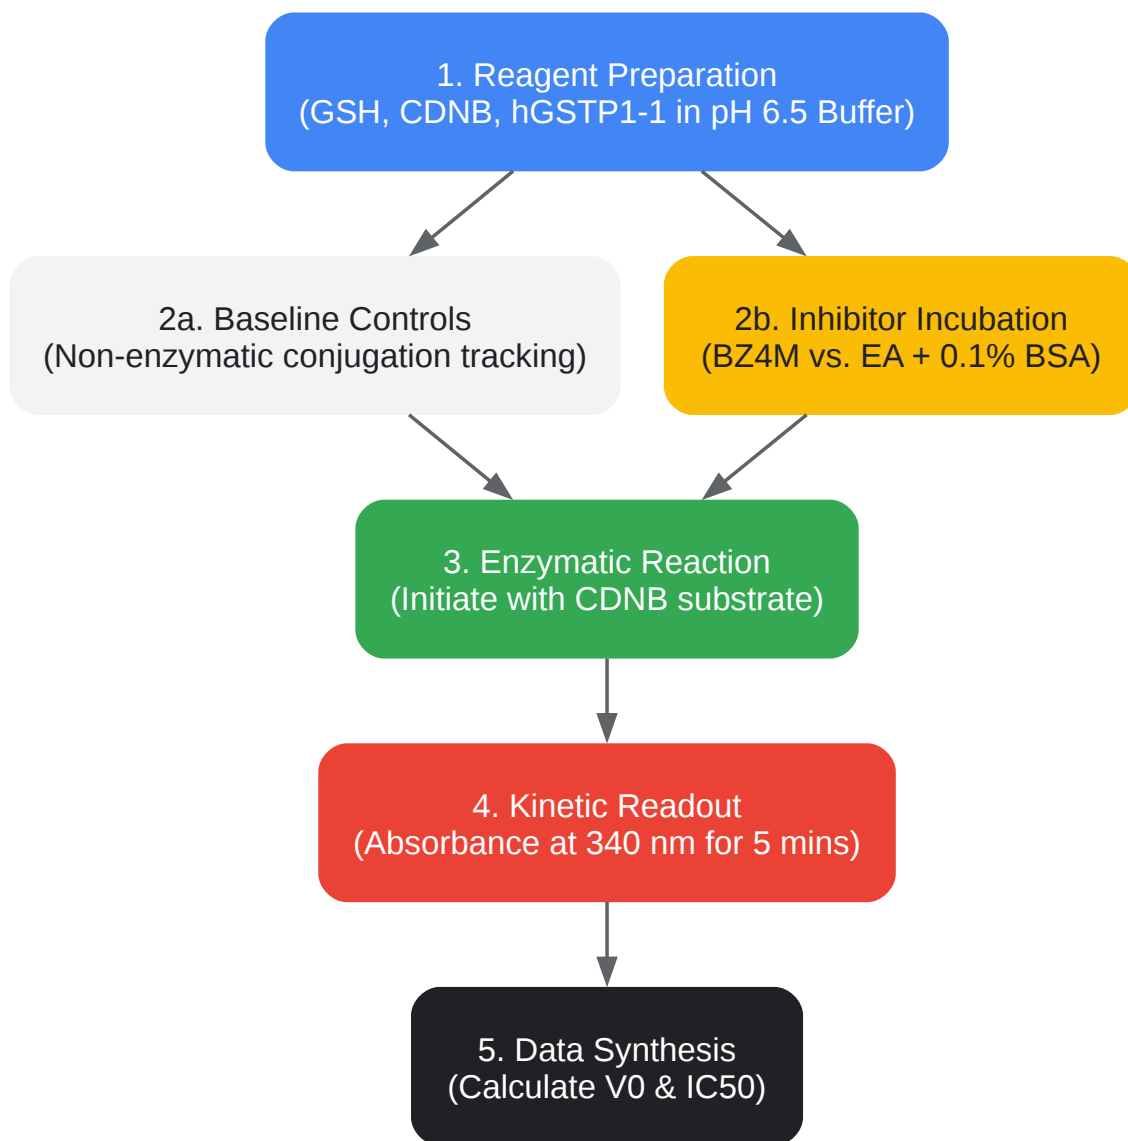 1. Reagent Preparation
(GSH, CDNB, hGSTP1-1 in pH 6.5 Buffer)
2a. Baseline Controls
(Non-enzymatic conjugation tracking)
2b. Inhibitor Incubation
(BZ4M vs. EA + 0.1% BSA)
3. Enzymatic Reaction
(Initiate with CDNB substrate)
4. Kinetic Readout
(Absorbance at 340 nm for 5 mins)
5. Data Synthesis
(Calculate V0 & IC50)